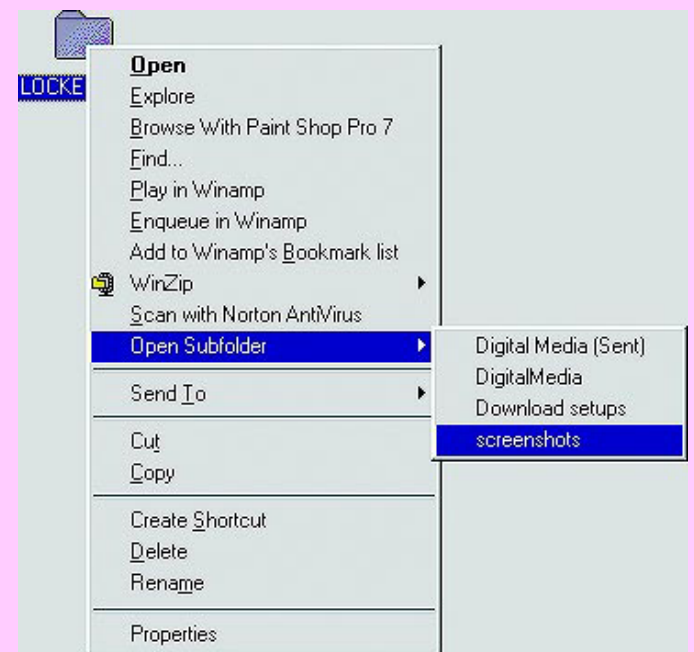 LOCKE
Open
Explore
Browse With Paint Shop Pro 7
Find...
Play in Winamp
Enqueue in Winamp
Add to Winamp's Bookmark list
WinZip
Scan with Norton AntiVirus
Open Subfolder
Digital Media (Sent)
DigitalMedia
Download setups
screenshots
Send To
Cut
Copy
Create Shortcut
Delete
Rename
Properties